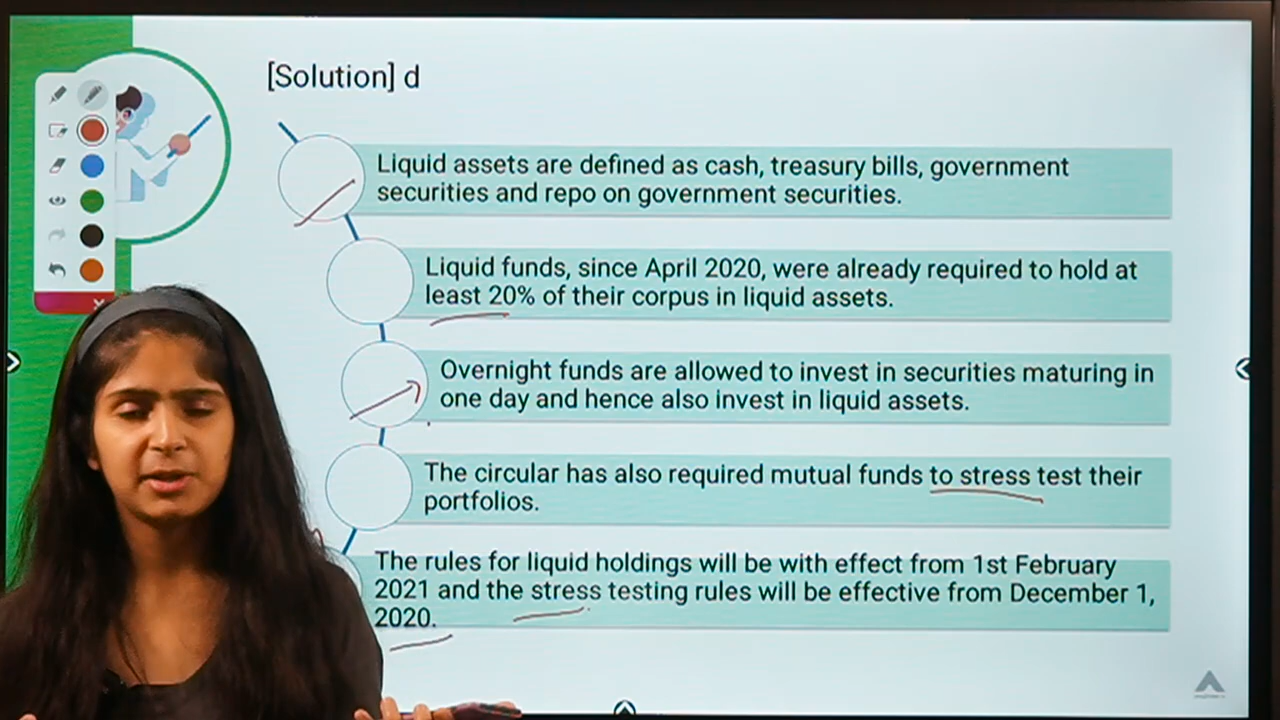 [Solution] d
Liquid assets are defined as cash, treasury bills, government
securities and repo on government securities.
Liquid funds, since April 2020, were already required to hold at
least 20% of their corpus in liquid assets.
Overnight funds are allowed to invest in securities maturing in
one day and hence also invest in liquid assets.
The circular has also required mutual funds to stress test their
portfolios.
The rules for liquid holdings will be with effect from 1st February
2021 and the stress testing rules will be effective from December 1,
2020.